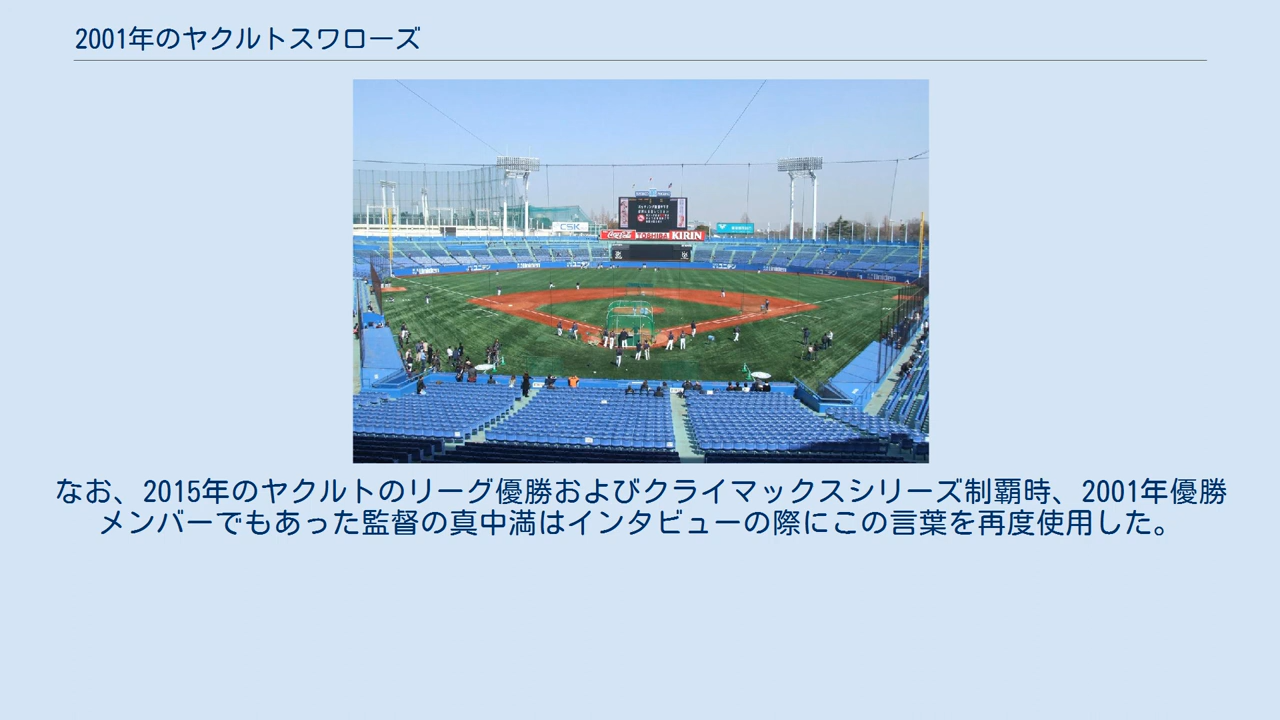 2001年のヤクルトスワローズ
CSK
Coca-Cola TOSHIBA KIRIN
なお、2015年のヤクルトのリーグ優勝およびクライマックスシリーズ制覇時、2001年優勝
メンバーでもあった監督の真中満はインタビューの際にこの言葉を再度使用した。